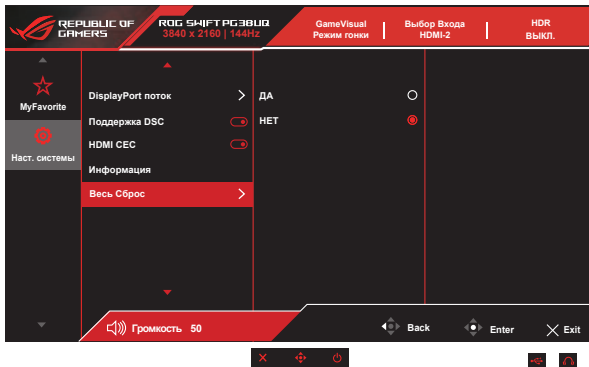 REPUBLIC OF
GAMERS
ROG SWIFT PG38UQ
3840 x 2160 | 144Hz
GameVisual
Режим гонки
Выбор Входа
HDMI-2
HDR
ВЫКЛ.
MyFavorite
Наст. системы
DisplayPort поток
Поддержка DSC
HDMI CEC
Информация
Весь Сброс
ДА
НЕТ
Громкость 50
Back
Enter
Exit